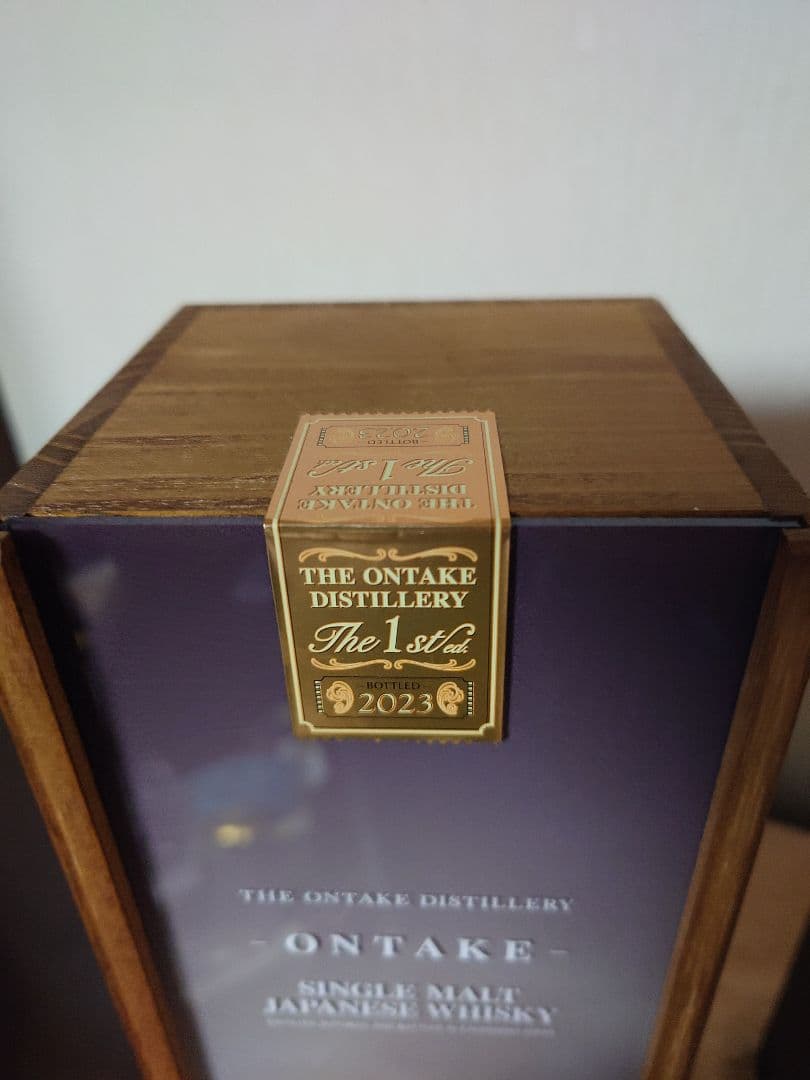 BOTTLED
2023
The 1st ed.
THE ONTAKE
DISTILLERY
THE ONTAKE
DISTILLERY
The 1st ed.
BOTTLED
2023
THE ONTAKE DISTILLERY
- ONTAKE -
SINGLE MALT
JAPANESE WHISKY